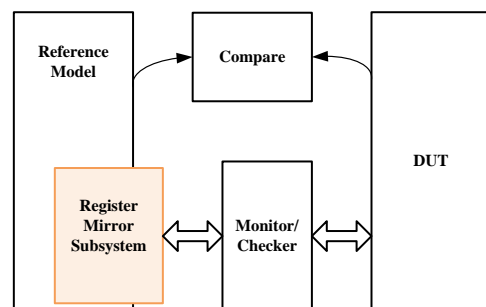 Reference
Model
Compare
DUT
Register
Mirror
Subsystem
Monitor/
Checker